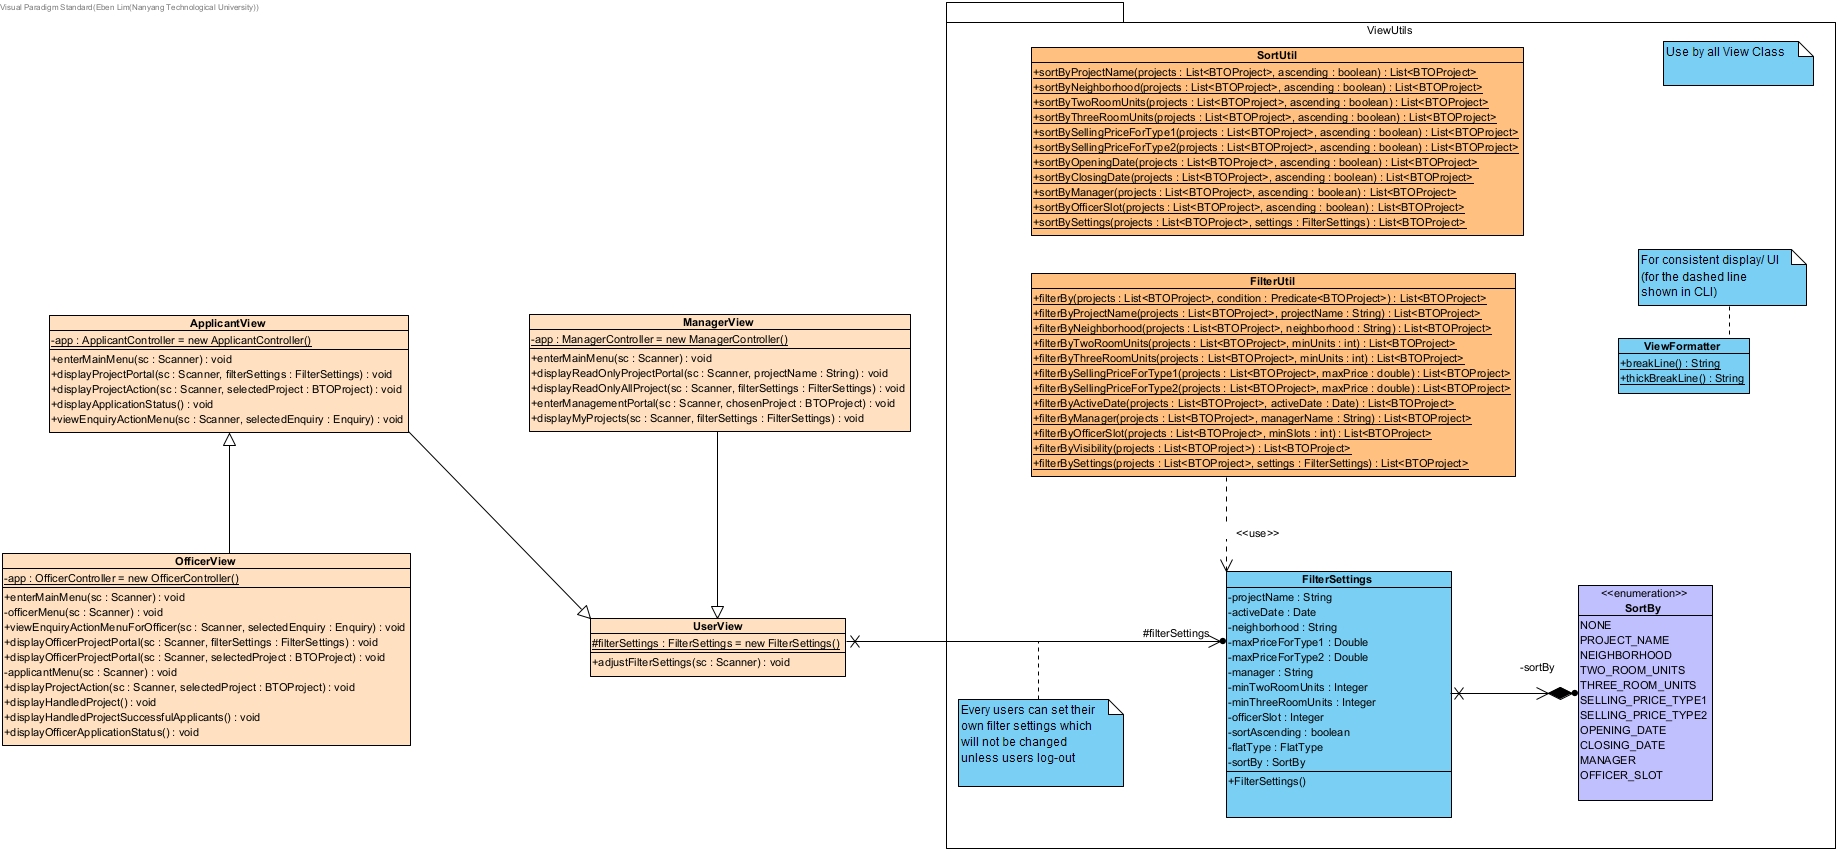 Visual Paradigm Standard(Eben Lim(Nanyang Technological University))
ViewUtils
Use by all View Class
SortUtil
+sortByProjectName(projects : List<BTOProject>, ascending : boolean) : List<BTOProject>
+sortByNeighborhood(projects : List<BTOProject>, ascending : boolean) : List<BTOProject>
+sortByTwoRoomUnits(projects : List<BTOProject>, ascending : boolean) : List<BTOProject>
+sortByThreeRoomUnits(projects : List<BTOProject>, ascending : boolean) : List<BTOProject>
+sortBySellingPriceForType1(projects : List<BTOProject>, ascending : boolean) : List<BTOProject>
+sortBySellingPriceForType2(projects : List<BTOProject>, ascending : boolean) : List<BTOProject>
+sortByOpeningDate(projects : List<BTOProject>, ascending : boolean) : List<BTOProject>
+sortByClosingDate(projects : List<BTOProject>, ascending : boolean) : List<BTOProject>
+sortByManager(projects : List<BTOProject>, ascending : boolean) : List<BTOProject>
+sortByOfficerSlot(projects : List<BTOProject>, ascending : boolean) : List<BTOProject>
+sortBySettings(projects : List<BTOProject>, settings : FilterSettings) : List<BTOProject>
For consistent display/ UI
(for the dashed line
shown in CLI)
FilterUtil
+filterBy(projects : List<BTOProject>, condition : Predicate<BTOProject>) : List<BTOProject>
+filterByProjectName(projects : List<BTOProject>, projectName : String) : List<BTOProject>
+filterByNeighborhood(projects : List<BTOProject>, neighborhood : String) : List<BTOProject>
+filterByTwoRoomUnits(projects : List<BTOProject>, minUnits : int) : List<BTOProject>
+filterByThreeRoomUnits(projects : List<BTOProject>, minUnits : int) : List<BTOProject>
+filterBySellingPriceForType1(projects : List<BTOProject>, maxPrice : double) : List<BTOProject>
+filterBySellingPriceForType2(projects : List<BTOProject>, maxPrice : double) : List<BTOProject>
+filterByActiveDate(projects : List<BTOProject>, activeDate : Date) : List<BTOProject>
+filterByManager(projects : List<BTOProject>, managerName : String) : List<BTOProject>
+filterByOfficerSlot(projects : List<BTOProject>, minSlots : int) : List<BTOProject>
+filterByVisibility(projects : List<BTOProject>) : List<BTOProject>
+filterBySettings(projects : List<BTOProject>, settings : FilterSettings) : List<BTOProject>
ViewFormatter
+breakLine() : String
+thickBreakLine() : String
ApplicantView
-app : ApplicantController = new ApplicantController()
+enterMainMenu(sc : Scanner) : void
+displayProjectPortal(sc : Scanner, filterSettings : FilterSettings) : void
+displayProjectAction(sc : Scanner, selectedProject : BTOProject) : void
+displayApplicationStatus() : void
+viewEnquiryActionMenu(sc : Scanner, selectedEnquiry : Enquiry) : void
ManagerView
-app : ManagerController = new ManagerController()
+enterMainMenu(sc : Scanner) : void
+displayReadOnlyProjectPortal(sc : Scanner, projectName : String) : void
+displayReadOnlyAllProject(sc : Scanner, filterSettings : FilterSettings) : void
+enterManagementPortal(sc : Scanner, chosenProject : BTOProject) : void
+displayMyProjects(sc : Scanner, filterSettings : FilterSettings) : void
<<use>>
OfficerView
-app : OfficerController = new OfficerController()
+enterMainMenu(sc : Scanner) : void
-officerMenu(sc : Scanner) : void
+viewEnquiryActionMenuForOfficer(sc : Scanner, selectedEnquiry : Enquiry) : void
+displayOfficerProjectPortal(sc : Scanner, filterSettings : FilterSettings) : void
+displayOfficerProjectPortal(sc : Scanner, selectedProject : BTOProject) : void
-applicantMenu(sc : Scanner) : void
+displayProjectAction(sc : Scanner, selectedProject : BTOProject) : void
+displayHandledProject() : void
+displayHandledProjectSuccessfulApplicants() : void
+displayOfficerApplicationStatus() : void
UserView
#filterSettings : FilterSettings = new FilterSettings()
+adjustFilterSettings(sc : Scanner) : void
#filterSettings
Every users can set their
own filter settings which
will not be changed
unless users log-out
FilterSettings
-projectName : String
-activeDate : Date
-neighborhood : String
-maxPriceForType1 : Double
-maxPriceForType2 : Double
-manager : String
-minTwoRoomUnits : Integer
-minThreeRoomUnits : Integer
-officerSlot : Integer
-sortAscending : boolean
-flatType : FlatType
-sortBy : SortBy
+FilterSettings()
-sortBy
<<enumeration>>
SortBy
NONE
PROJECT_NAME
NEIGHBORHOOD
TWO_ROOM_UNITS
THREE_ROOM_UNITS
SELLING_PRICE_TYPE1
SELLING_PRICE_TYPE2
OPENING_DATE
CLOSING_DATE
MANAGER
OFFICER_SLOT